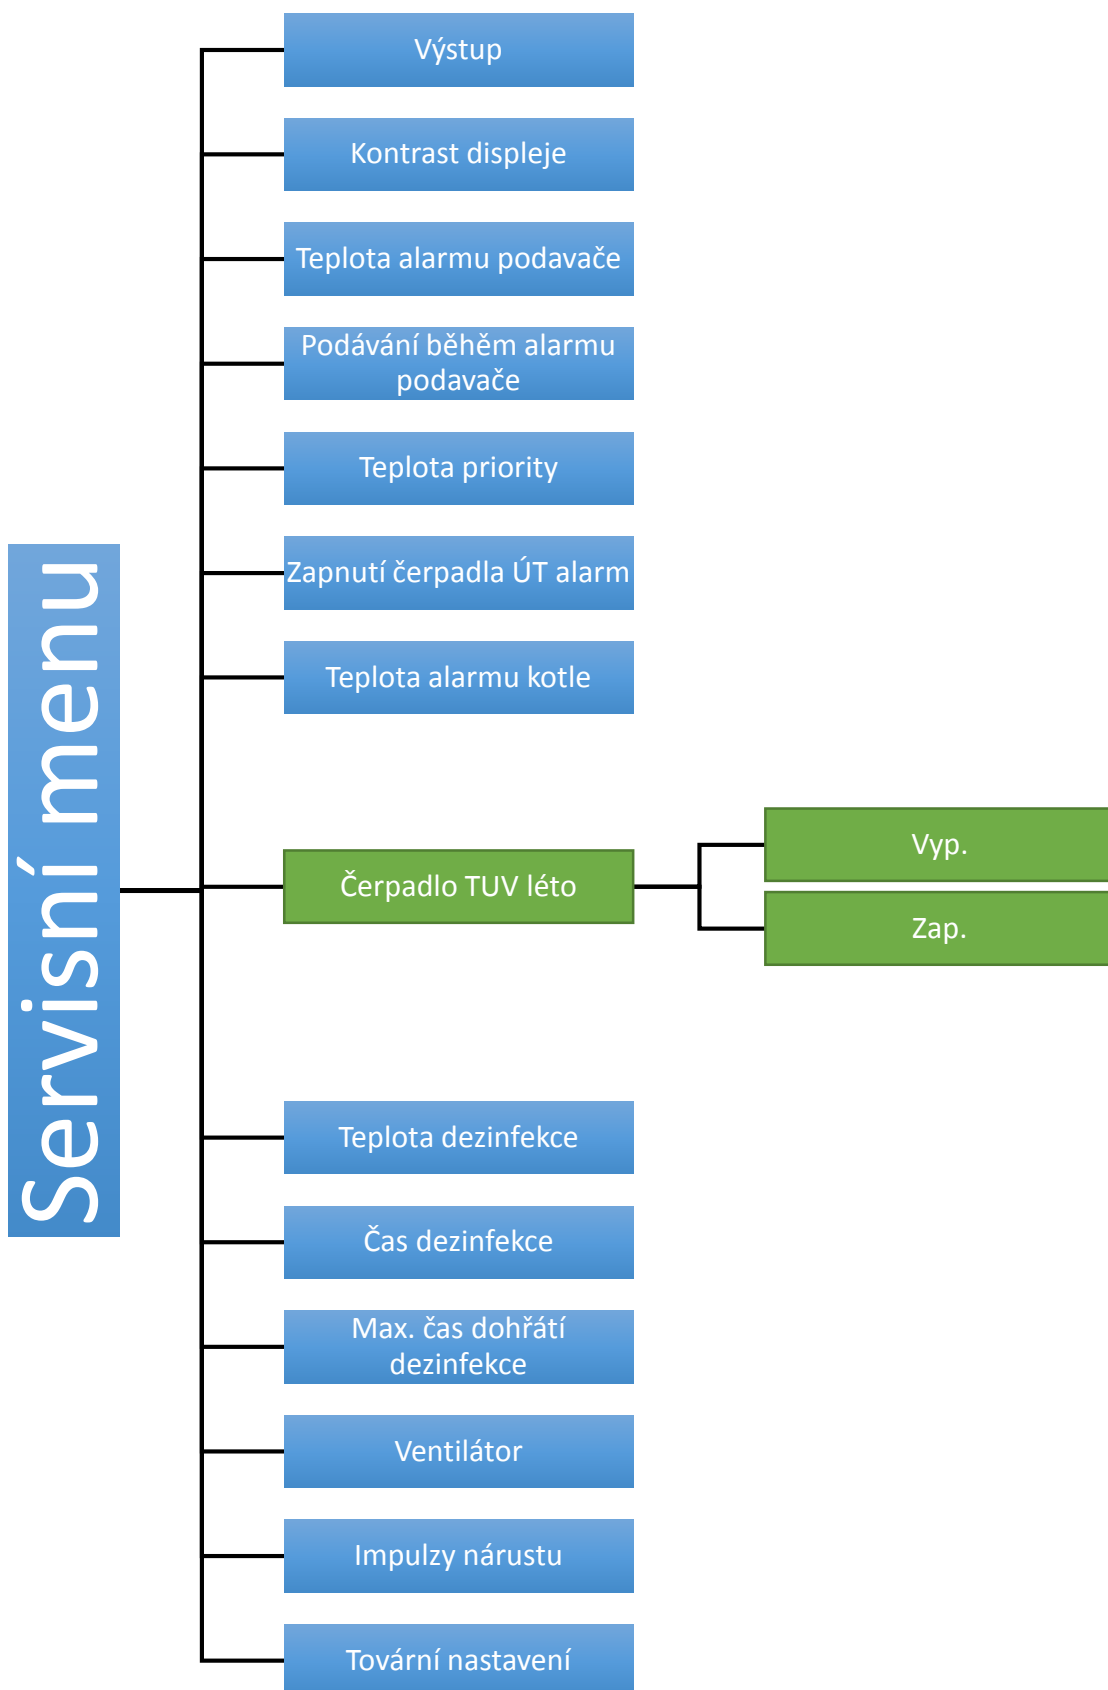 Servisní menu
Výstup
Kontrast displeje
Teplota alarmu podavače
Podávání běhěm alarmu
podavače
Teplota priority
Zapnutí čerpadla ÚT alarm
Teplota alarmu kotle
Čerpadlo TUV léto
Vyp.
Zap.
Teplota dezinfekce
Čas dezinfekce
Max. čas dohřátí
dezinfekce
Ventilátor
Impulzy nárustu
Tovární nastavení